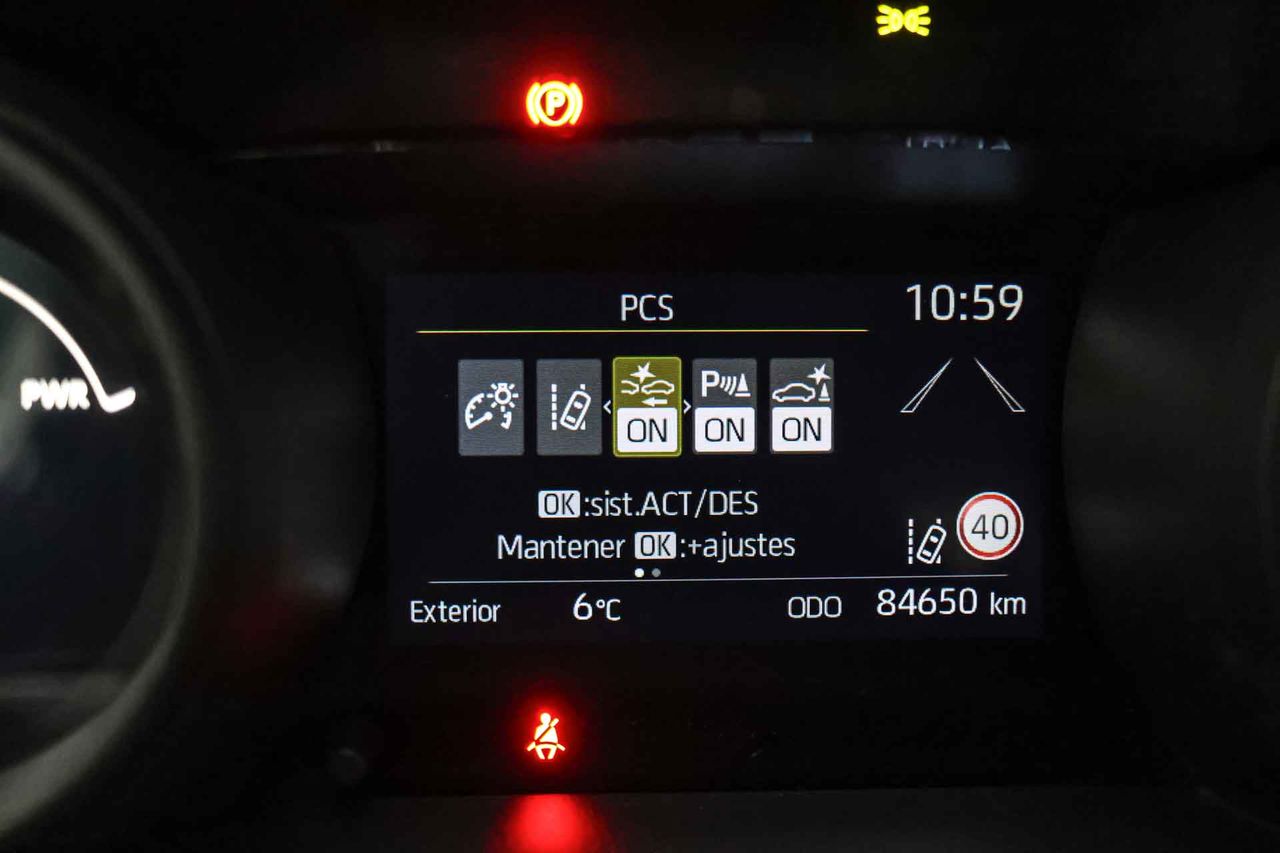 P
PCS
10:59
PWR
P
ON
ON
ON
OK:sist.ACT/DES
Mantener OK:+ajustes
40
Exterior 6°C ODO 84650 km